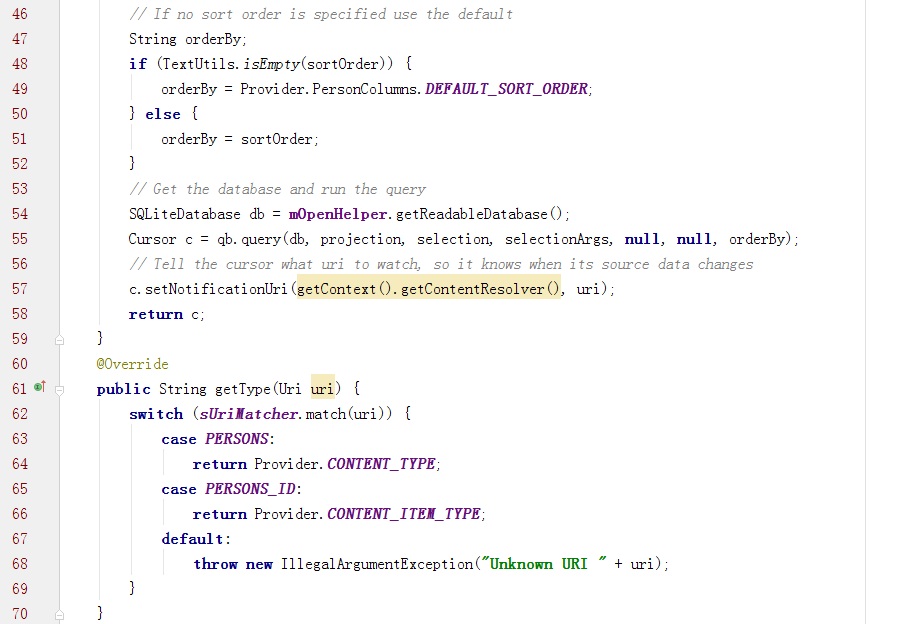 46 // If no sort order is specified use the default
47 String orderBy;
48 if (TextUtils.isEmpty(sortOrder)) {
49 orderBy = Provider.PersonColumns.DEFAULT_SORT_ORDER;
50 } else {
51 orderBy = sortOrder;
52 }
53 // Get the database and run the query
54 SQLiteDatabase db = mOpenHelper.getReadableDatabase();
55 Cursor c = qb.query(db, projection, selection, selectionArgs, null, null, orderBy);
56 // Tell the cursor what uri to watch, so it knows when its source data changes
57 c.setNotificationUri(getContext().getContentResolver(), uri);
58 return c;
59 }
60 @Override
61 public String getType(Uri uri) {
62 switch (sUriMatcher.match(uri)) {
63 case PERSONS:
64 return Provider.CONTENT_TYPE;
65 case PERSONS_ID:
66 return Provider.CONTENT_ITEM_TYPE;
67 default:
68 throw new IllegalArgumentException("Unknown URI " + uri);
69 }
70 }